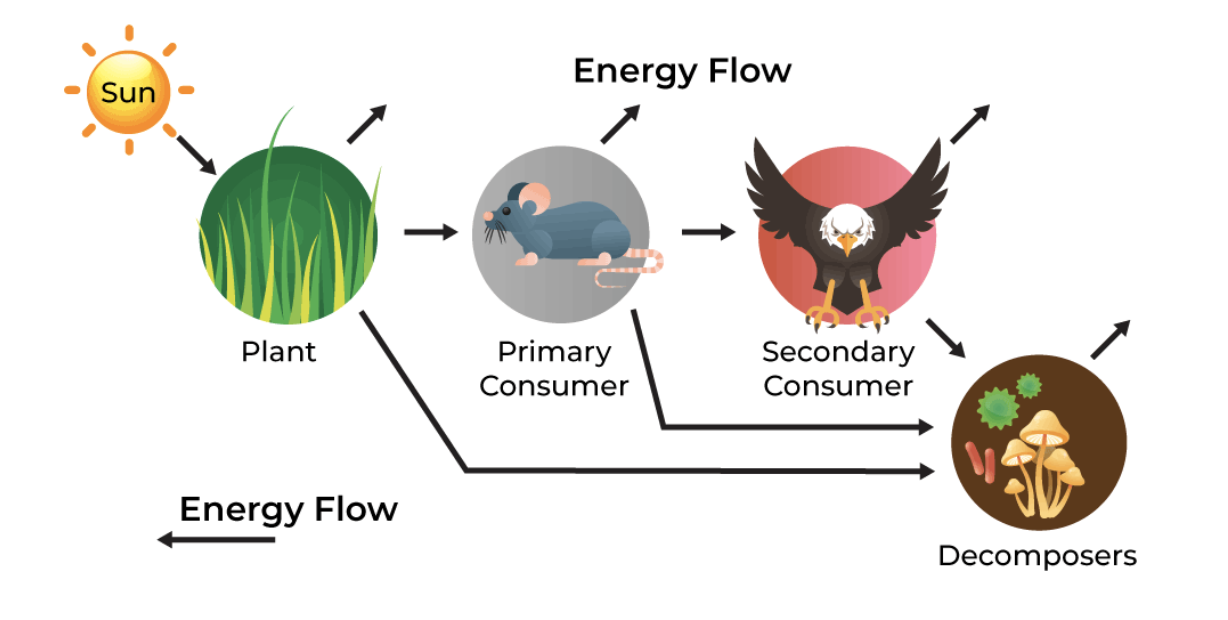 Energy Flow
Sun
Plant
Primary
Consumer
Secondary
Consumer
Energy Flow
Decomposers